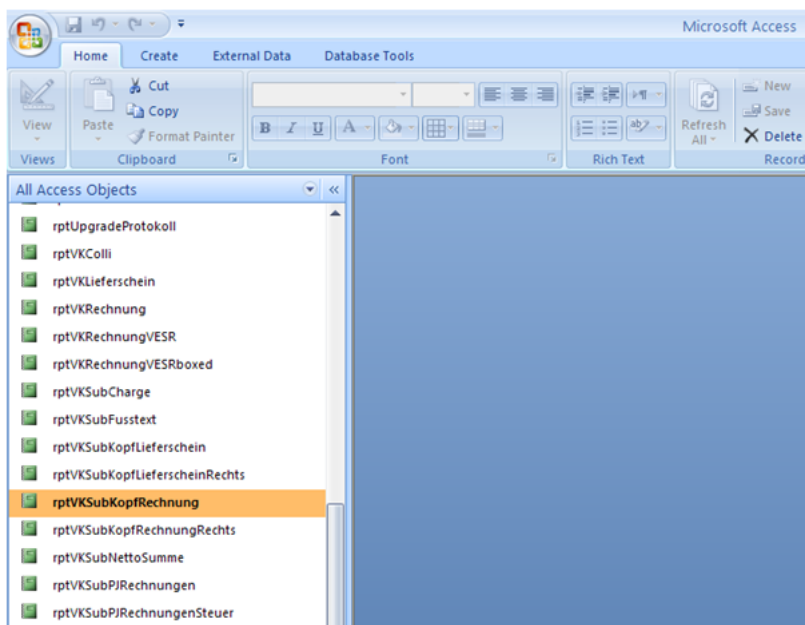 Microsoft Access
Home Create External Data Database Tools
View
Views
Paste
Cut
Copy
Format Painter
Clipboard
B I U A
Font
ab
Rich Text
Refresh
All
New
Save
Delete
Record
All Access Objects
rptUpgradeProtokoll
rptVKColli
rptVKLieferschein
rptVKRechnung
rptVKRechnungVESR
rptVKRechnungVESRboxed
rptVKSubCharge
rptVKSubFusstext
rptVKSubKopfLieferschein
rptVKSubKopfLieferscheinRechts
rptVKSubKopfRechnung
rptVKSubKopfRechnungRechts
rptVKSubNettoSumme
rptVKSubPJRechnungen
rptVKSubPJRechnungenSteuer